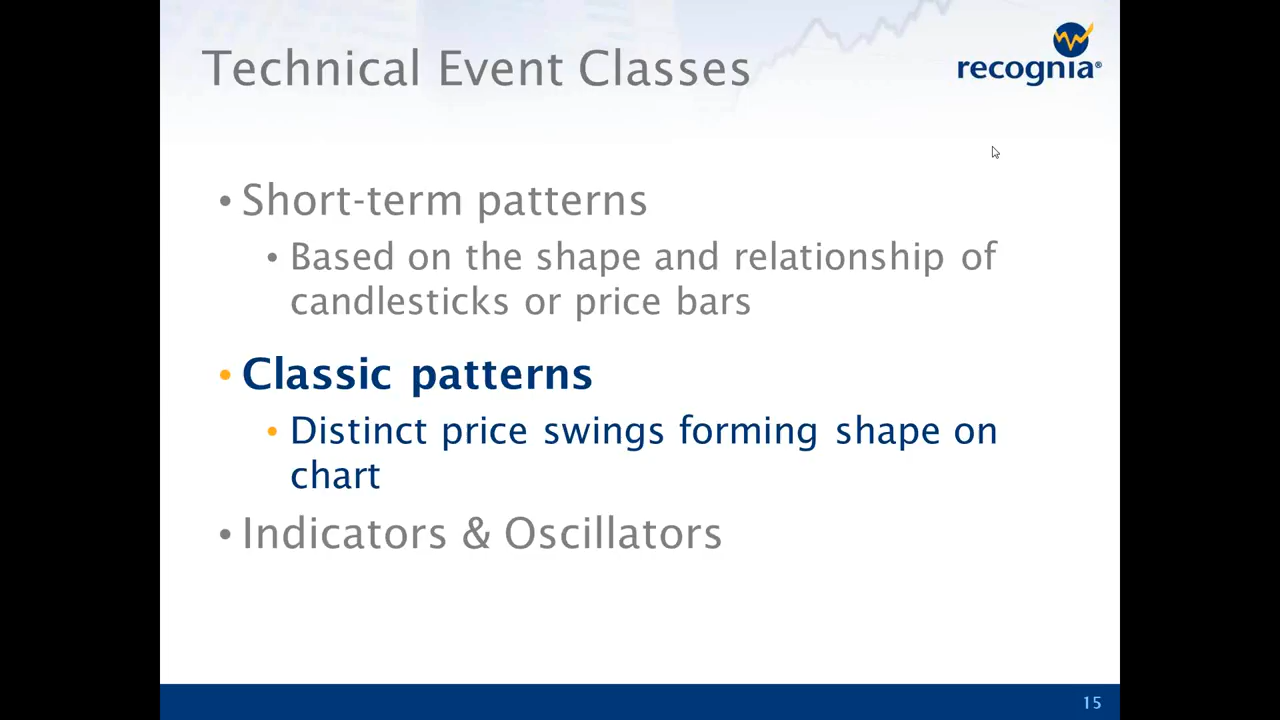 Technical Event Classes
recognia®
• Short-term patterns
• Based on the shape and relationship of
candlesticks or price bars
• Classic patterns
• Distinct price swings forming shape on
chart
• Indicators & Oscillators
15